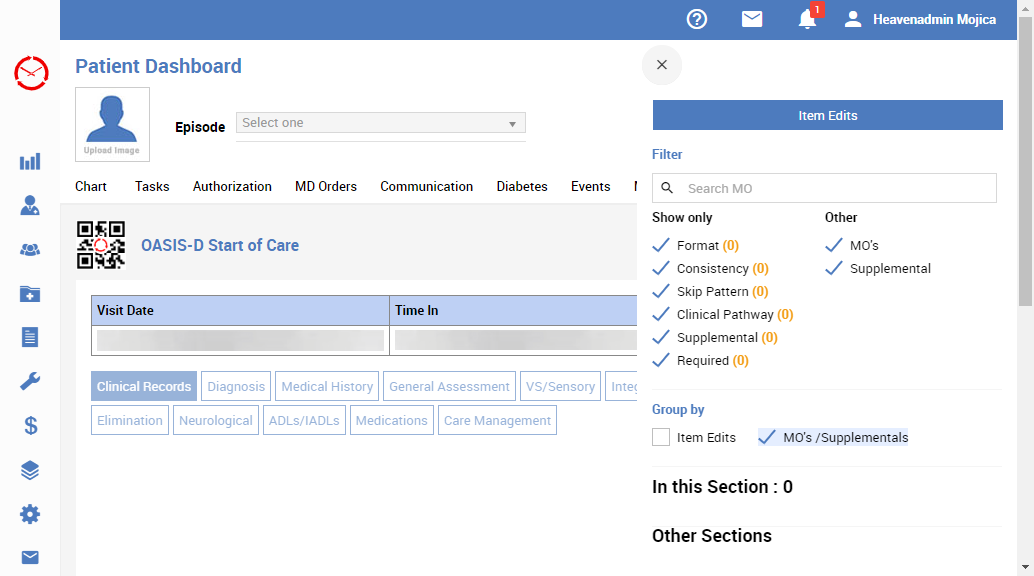 1
Heavenadmin Mojica
Patient Dashboard
Upload Image
Episode
Select one
Chart Tasks Authorization MD Orders Communication Diabetes Events
OASIS-D Start of Care
Visit Date Time In
Clinical Records Diagnosis Medical History General Assessment VS/Sensory Integ
Elimination Neurological ADLs/IADLs Medications Care Management
Item Edits
Filter
Search MO
Show only Other
Format (0) MO's
Consistency (0) Supplemental
Skip Pattern (0)
Clinical Pathway (0)
Supplemental (0)
Required (0)
Group by
Item Edits MO's /Supplementals
In this Section : 0
Other Sections